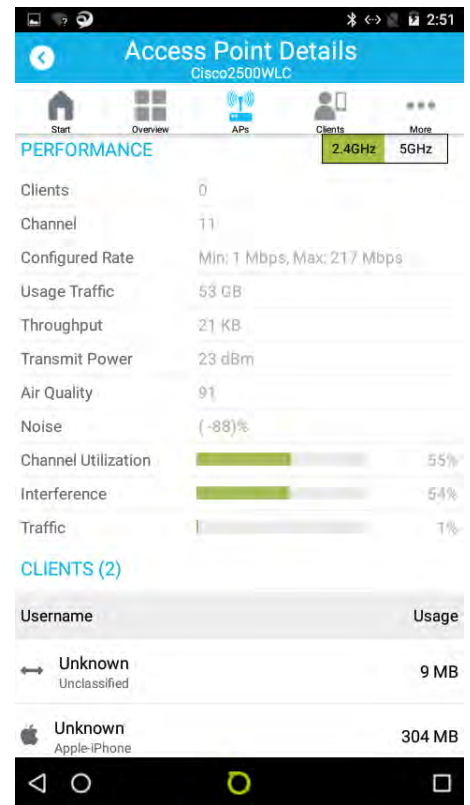 2:51
Access Point Details
Cisco2500WLC
Start Overview APs Clients More
PERFORMANCE 2.4GHz 5GHz
Clients 0
Channel 11
Configured Rate Min: 1 Mbps, Max: 217 Mbps
Usage Traffic 53 GB
Throughput 21 KB
Transmit Power 23 dBm
Air Quality 91
Noise (-88)%
Channel Utilization 55%
Interference 54%
Traffic 1%
CLIENTS (2)
Username Usage
Unknown 9 MB
Unclassified
Unknown 304 MB
Apple-iPhone